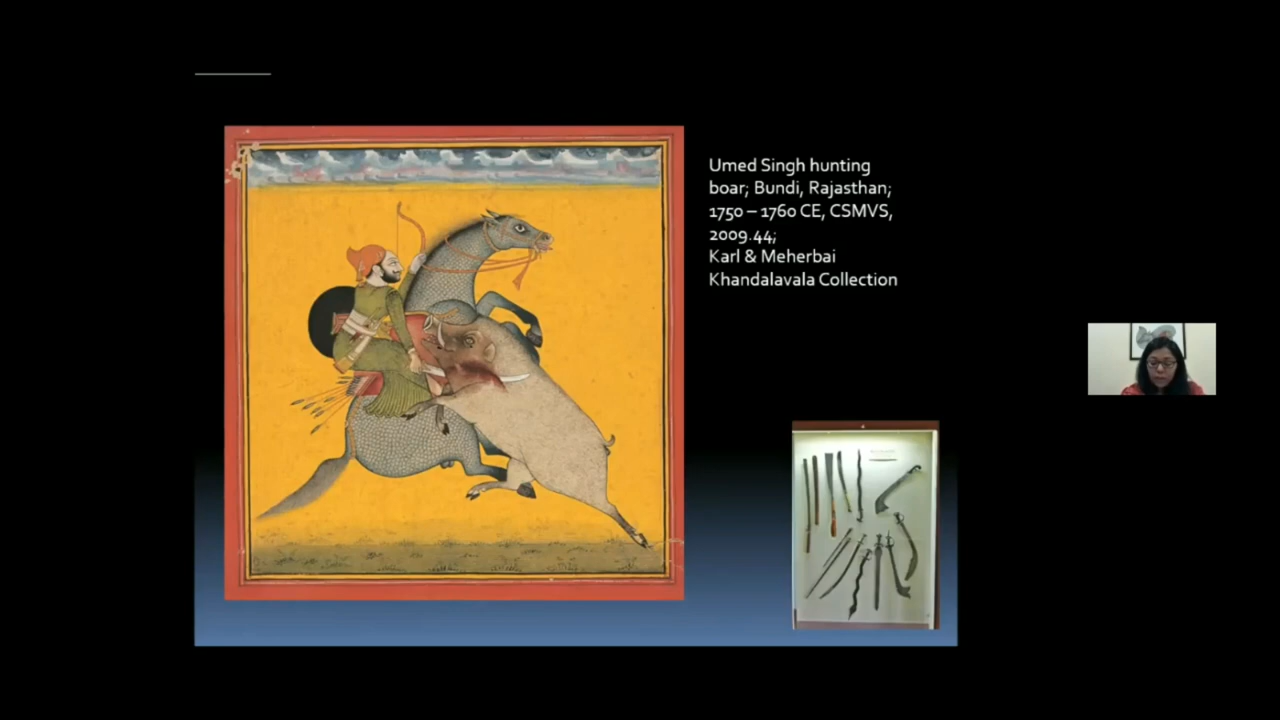 Umed Singh hunting
boar; Bundi, Rajasthan;
1750 – 1760 CE, CSMVS,
2009.44;
Karl & Meherbai
Khandalavala Collection